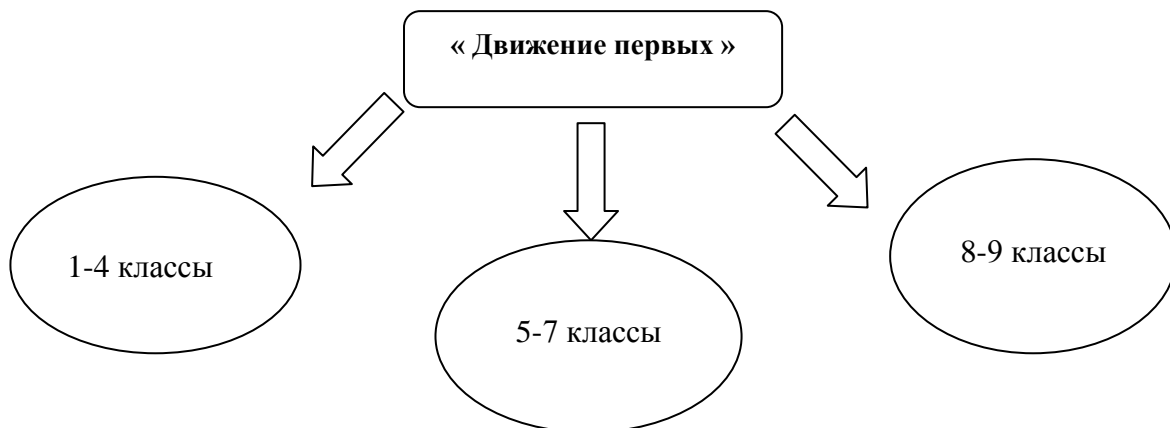 « Движение первых »
1-4 классы
5-7 классы
8-9 классы